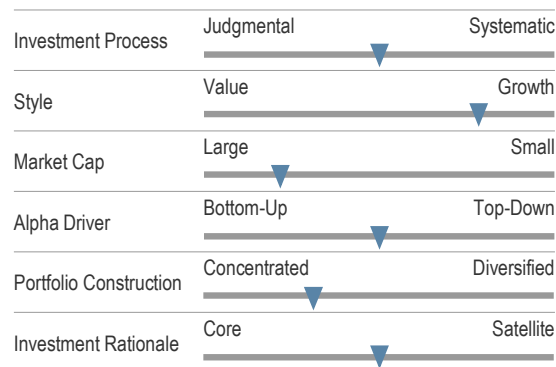 Investment Process Judgmental Systematic
Style Value Growth
Market Cap Large Small
Alpha Driver Bottom-Up Top-Down
Portfolio Construction Concentrated Diversified
Investment Rationale Core Satellite